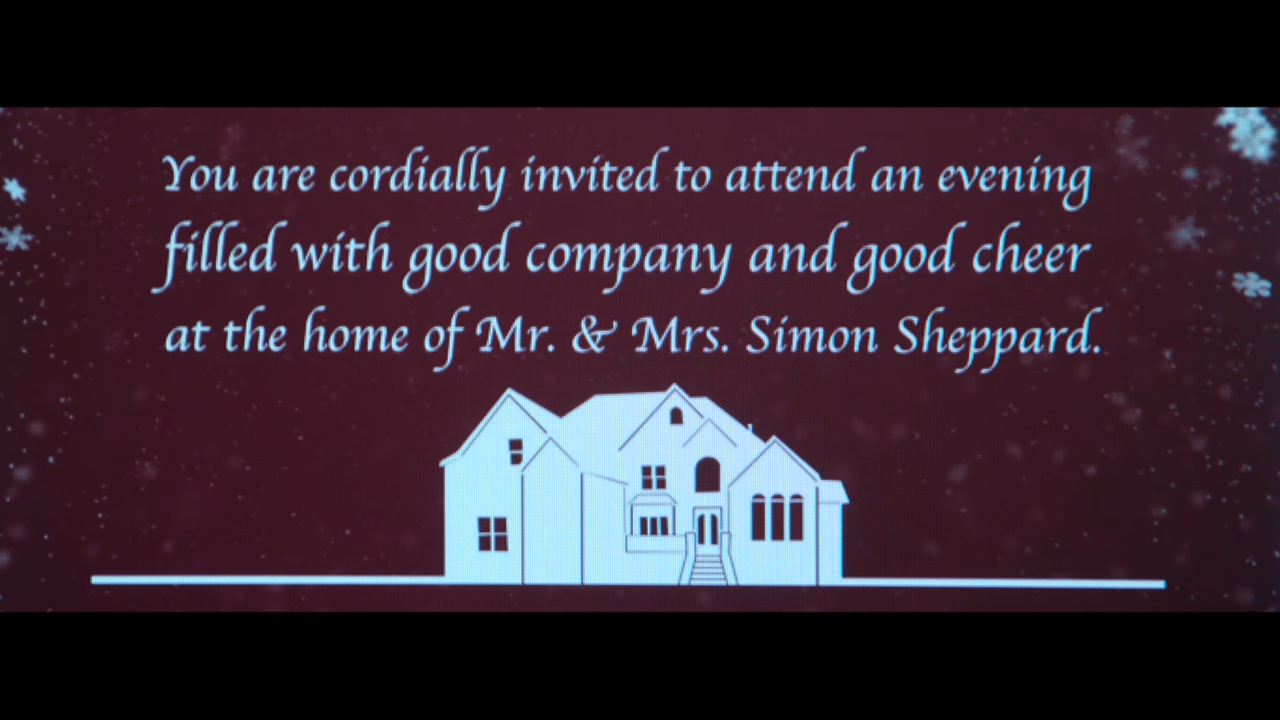 You are cordially invited to attend an evening
filled with good company and good cheer
at the home of Mr. & Mrs. Simon Sheppard.